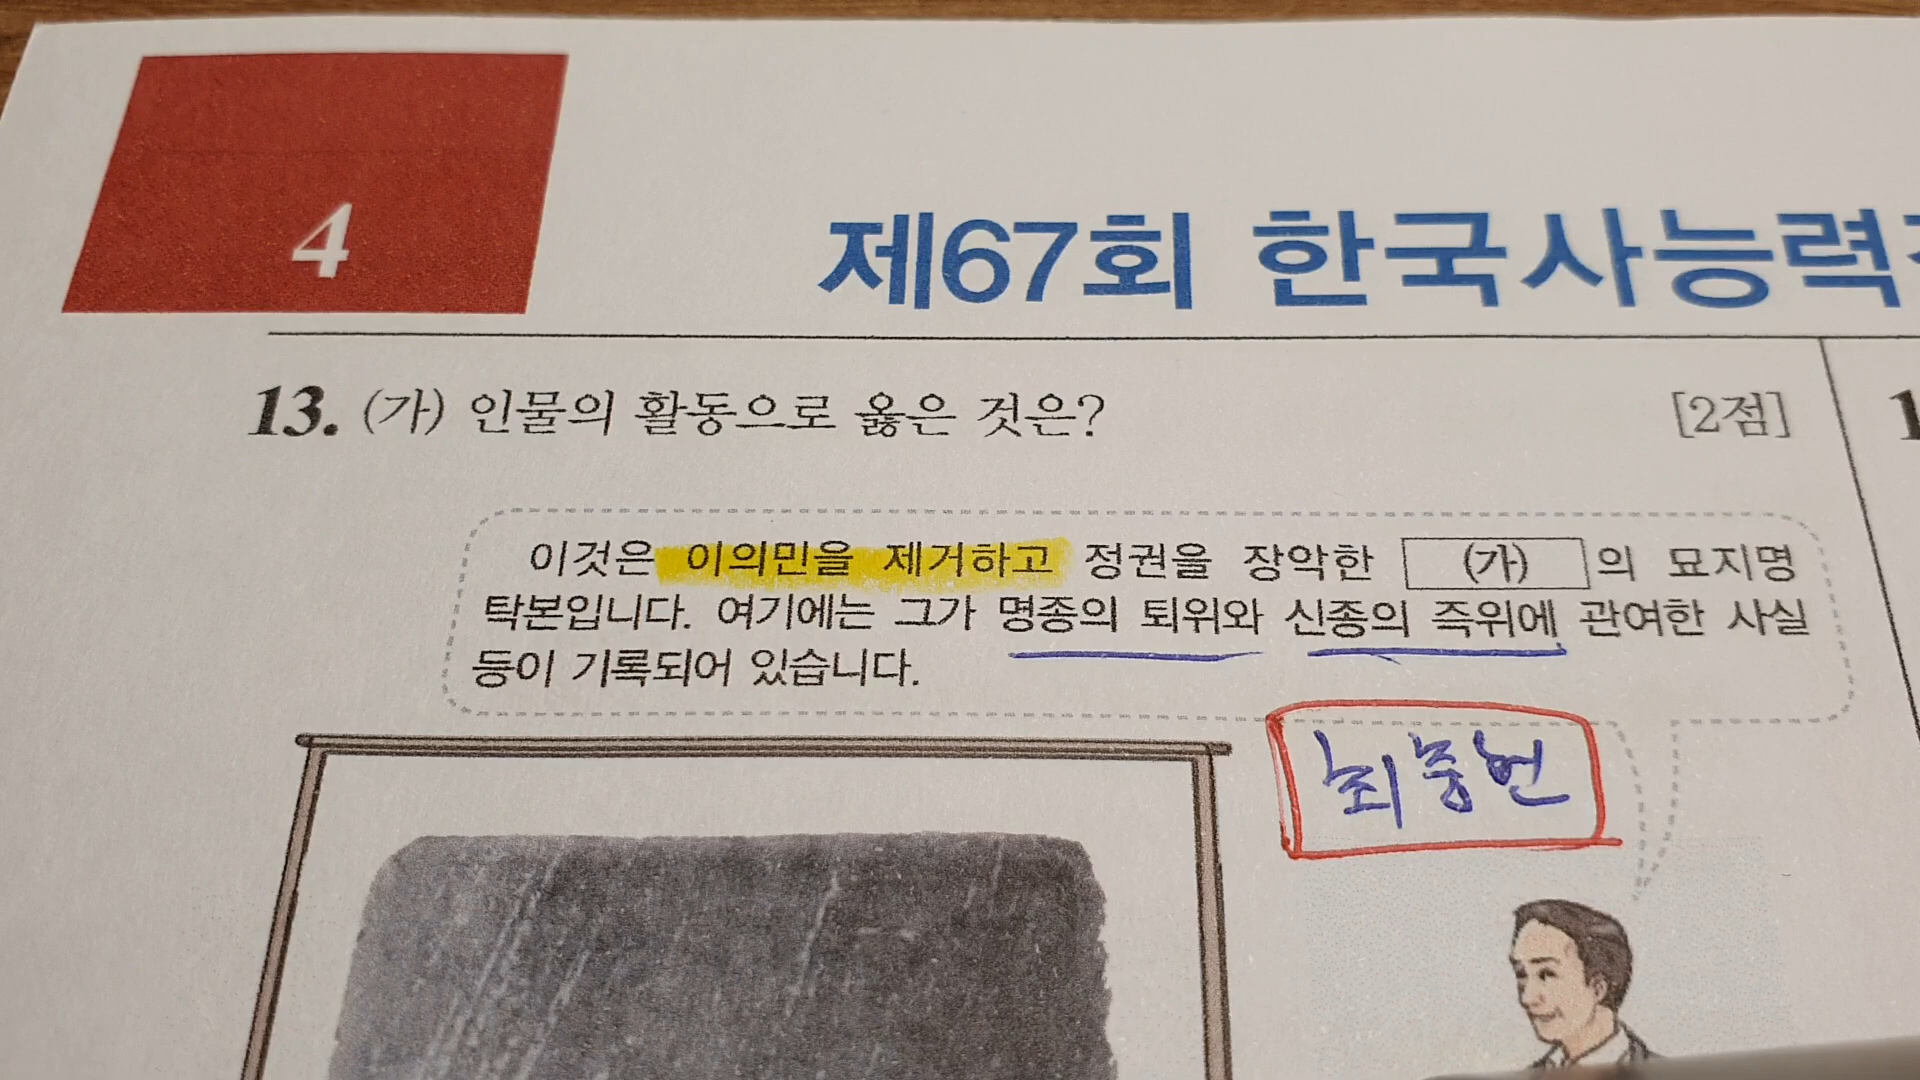 4
제67회 한국사능력
13. (가) 인물의 활동으로 옳은 것은? [2점]
이것은 이의민을 제거하고 정권을 장악한 (가) 의 묘지명
탁본입니다. 여기에는 그가 명종의 퇴위와 신종의 즉위에 관여한 사실
등이 기록되어 있습니다.
최충헌